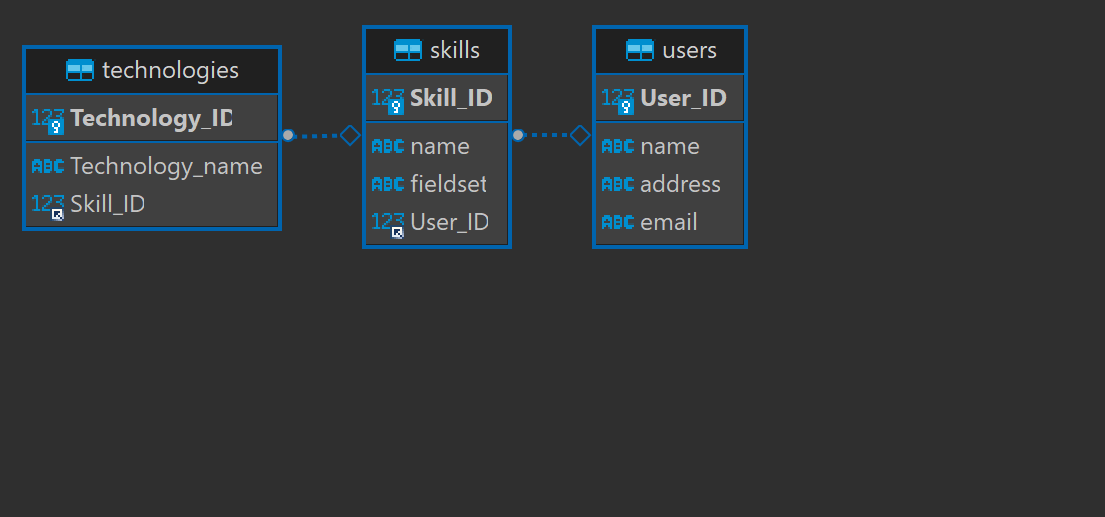 technologies
123 Technology_ID
ABC Technology_name
123 Skill_ID
skills
123 Skill_ID
ABC name
ABC fieldset
123 User_ID
users
123 User_ID
ABC name
ABC address
ABC email